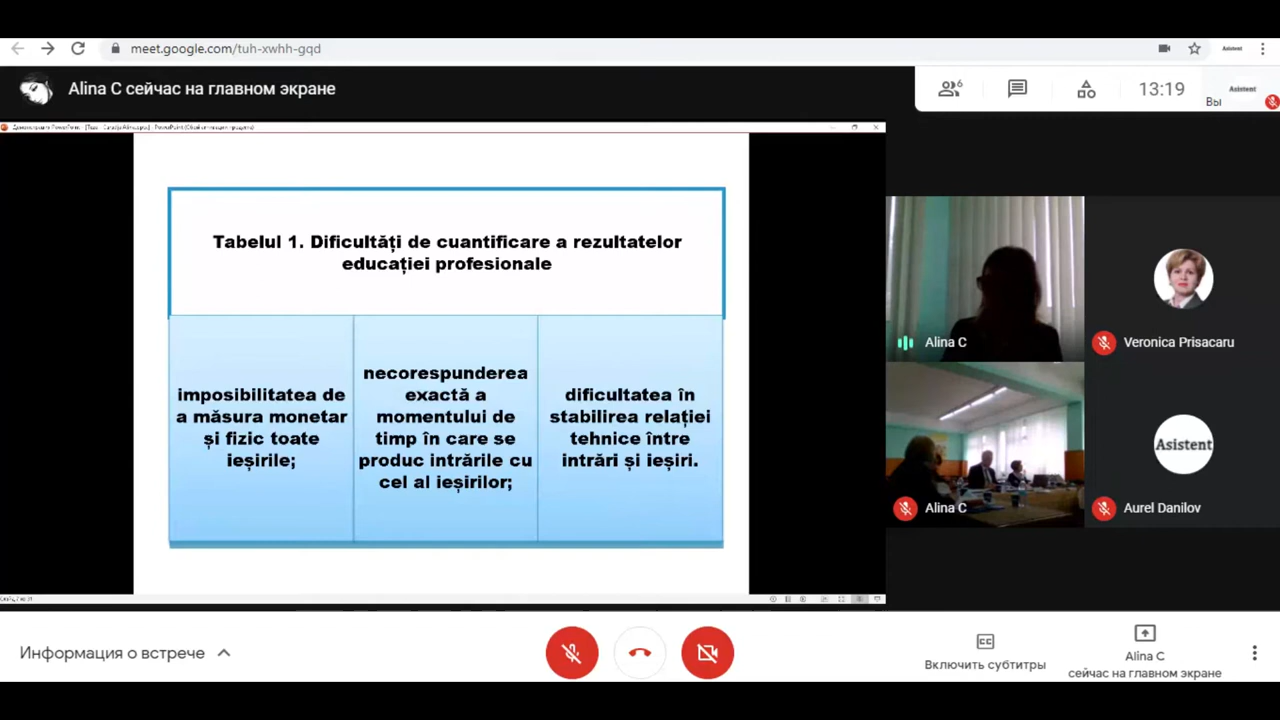 meet.google.com/tuh-xwhh-gqd
Asistent
Alina C сейчас на главном экране
6
13:19
Asistent
Вы
Tabelul 1. Dificultăți de cuantificare a rezultatelor
educației profesionale
imposibilitatea de
a măsura monetar
și fizic toate
ieșirile;
necorespunderea
exactă a
momentului de
timp în care se
produc intrările cu
cel al ieșirilor;
dificultatea în
stabilirea relației
tehnice între
intrări și ieșiri.
Alina C
Veronica Prisacaru
Alina C
Asistent
Aurel Danilov
Информация о встрече
Включить субтитры
Alina C
сейчас на главном экране